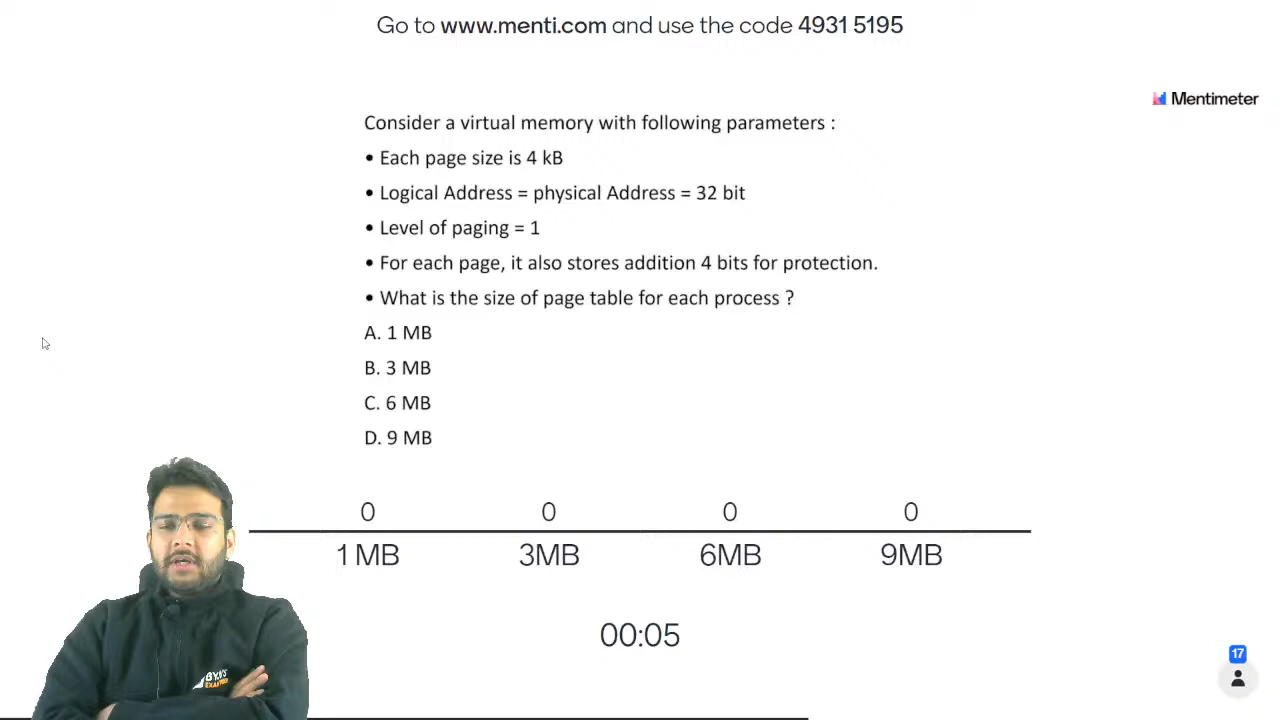 Go to www.menti.com and use the code 4931 5195
Mentimeter
Consider a virtual memory with following parameters :
• Each page size is 4 kB
• Logical Address = physical Address = 32 bit
• Level of paging = 1
• For each page, it also stores addition 4 bits for protection.
• What is the size of page table for each process ?
A. 1 MB
B. 3 MB
C. 6 MB
D. 9 MB
0 0 0 0
1 MB 3MB 6MB 9MB
00:05
17